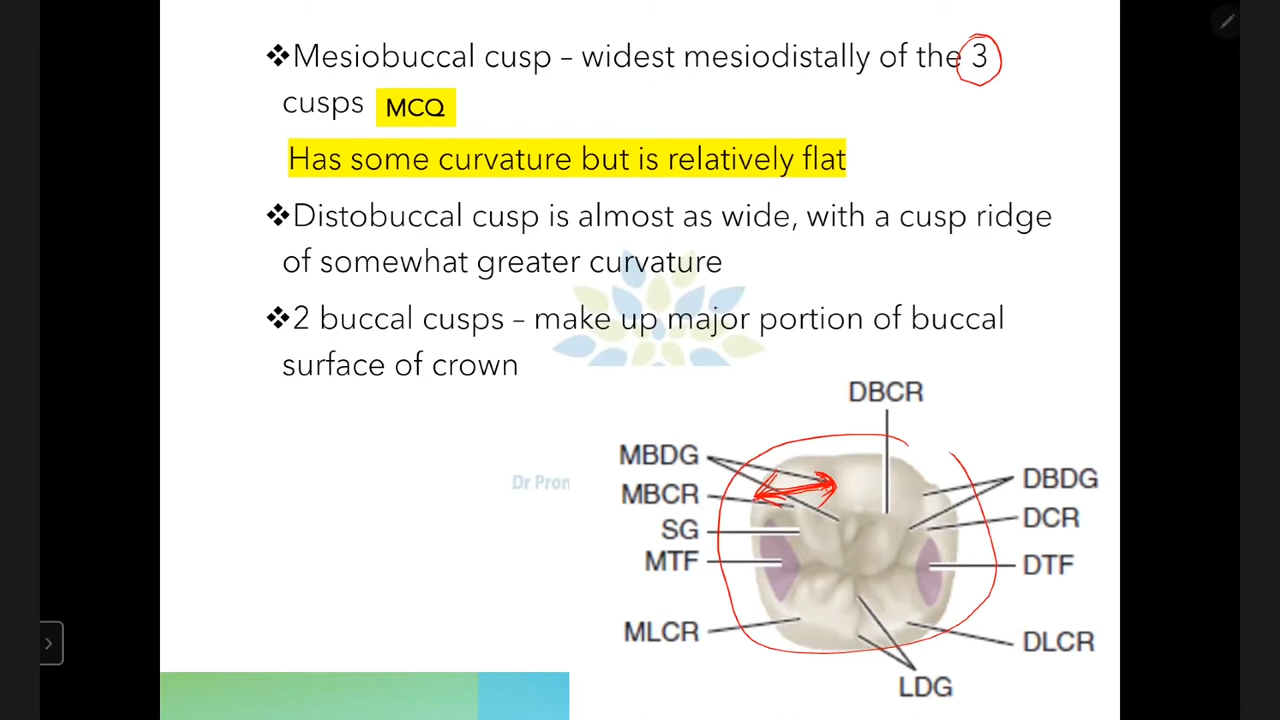 ❖Mesiobuccal cusp – widest mesiodistally of the 3
cusps MCQ
Has some curvature but is relatively flat
❖Distobuccal cusp is almost as wide, with a cusp ridge
of somewhat greater curvature
❖2 buccal cusps – make up major portion of buccal
surface of crown
DBCR
MBDG
MBCR
SG
MTF
MLCR
DBDG
DCR
DTF
DLCR
LDG
Dr Pron